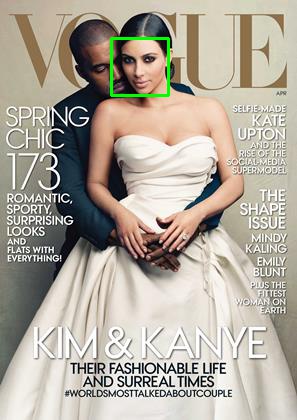 VOGUE
APR
SPRING
CHIC
173
ROMANTIC,
SPORTY,
SURPRISING
LOOKS
AND
FLATS WITH
EVERYTHING!
SELFIE-MADE
KATE
UPTON
AND THE
RISE OF THE
SOCIAL-MEDIA
SUPERMODEL
THE
SHAPE
ISSUE
MINDY
KALING
EMILY
BLUNT
PLUS THE
FITTEST
WOMAN ON
EARTH
KIM & KANYE
THEIR FASHIONABLE LIFE
AND SURREAL TIMES
#WORLDSMOSTTALKEDABOUTCOUPLE